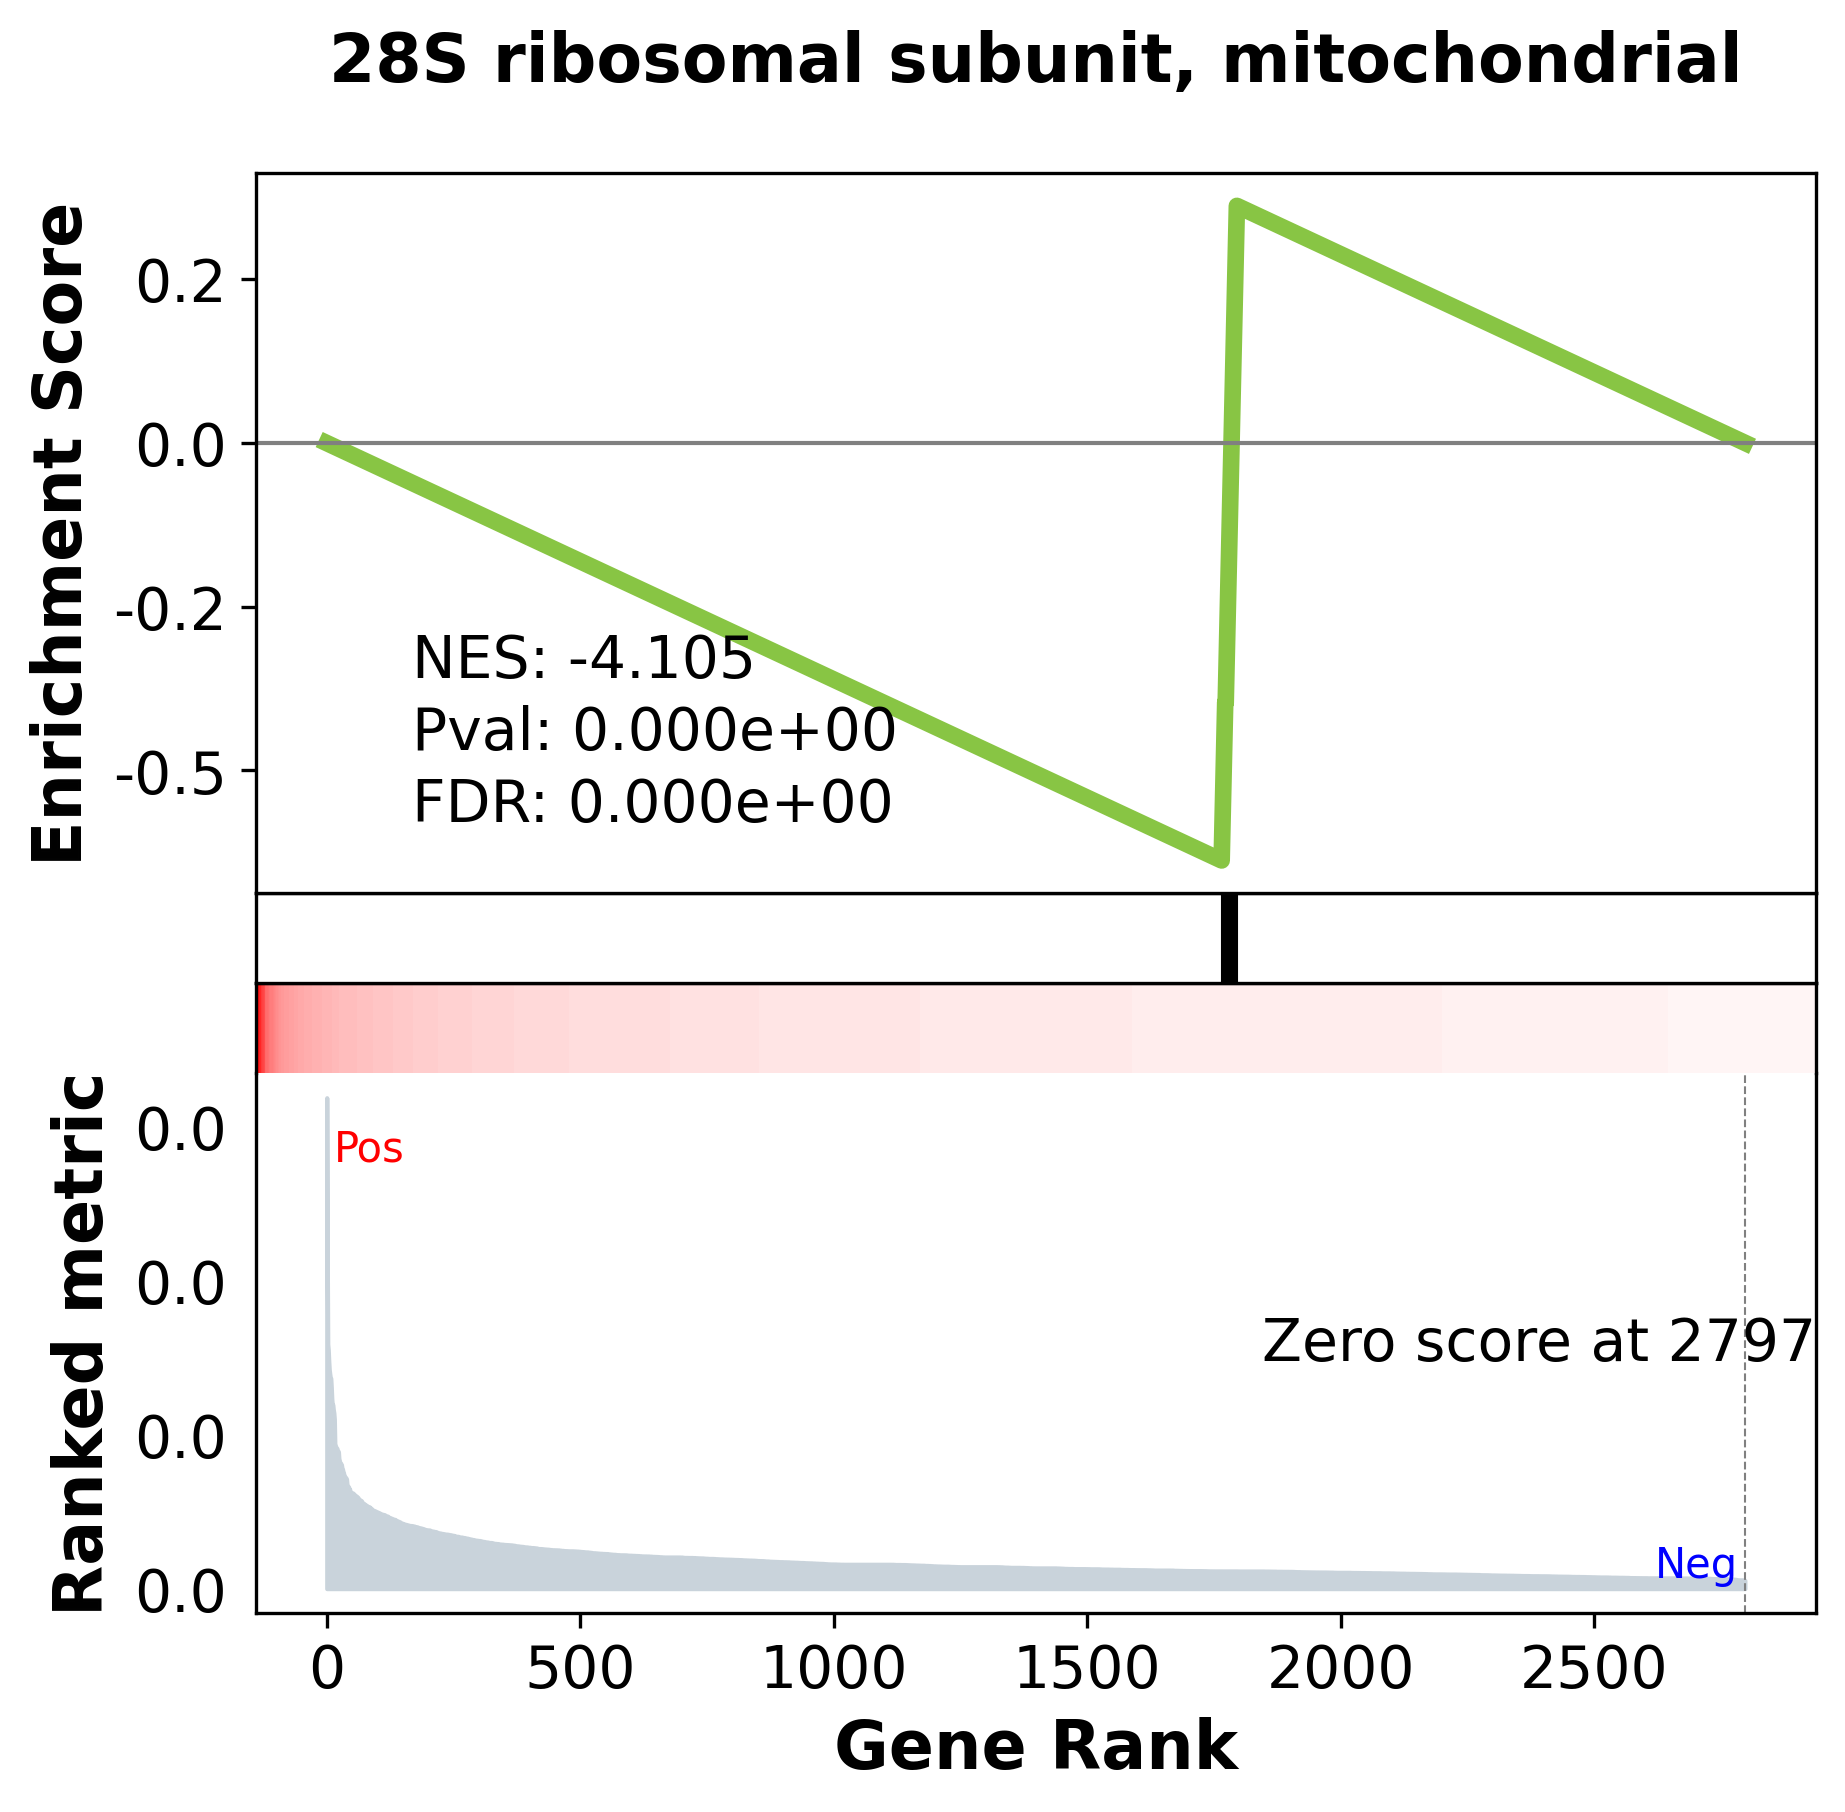 28S ribosomal subunit, mitochondrial
Enrichment Score
0.2
0.0
-0.2
-0.5
NES: -4.105
Pval: 0.000e+00
FDR: 0.000e+00
Ranked metric
0.0
0.0
0.0
0.0
Pos
Zero score at 2797
Neg
0 500 1000 1500 2000 2500
Gene Rank